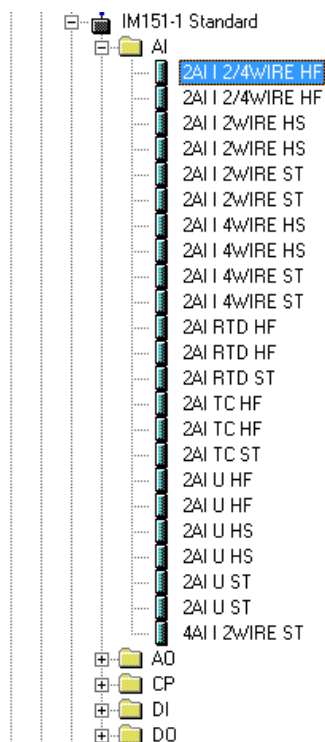 IM151-1 Standard
AI
2AI I 2/4WIRE HF
2AI I 2/4WIRE HF
2AI I 2WIRE HS
2AI I 2WIRE HS
2AI I 2WIRE ST
2AI I 2WIRE ST
2AI I 4WIRE HS
2AI I 4WIRE HS
2AI I 4WIRE ST
2AI I 4WIRE ST
2AI RTD HF
2AI RTD HF
2AI RTD ST
2AI TC HF
2AI TC HF
2AI TC ST
2AI U HF
2AI U HF
2AI U HS
2AI U HS
2AI U ST
2AI U ST
4AI I 2WIRE ST
AO
CP
DI
DO